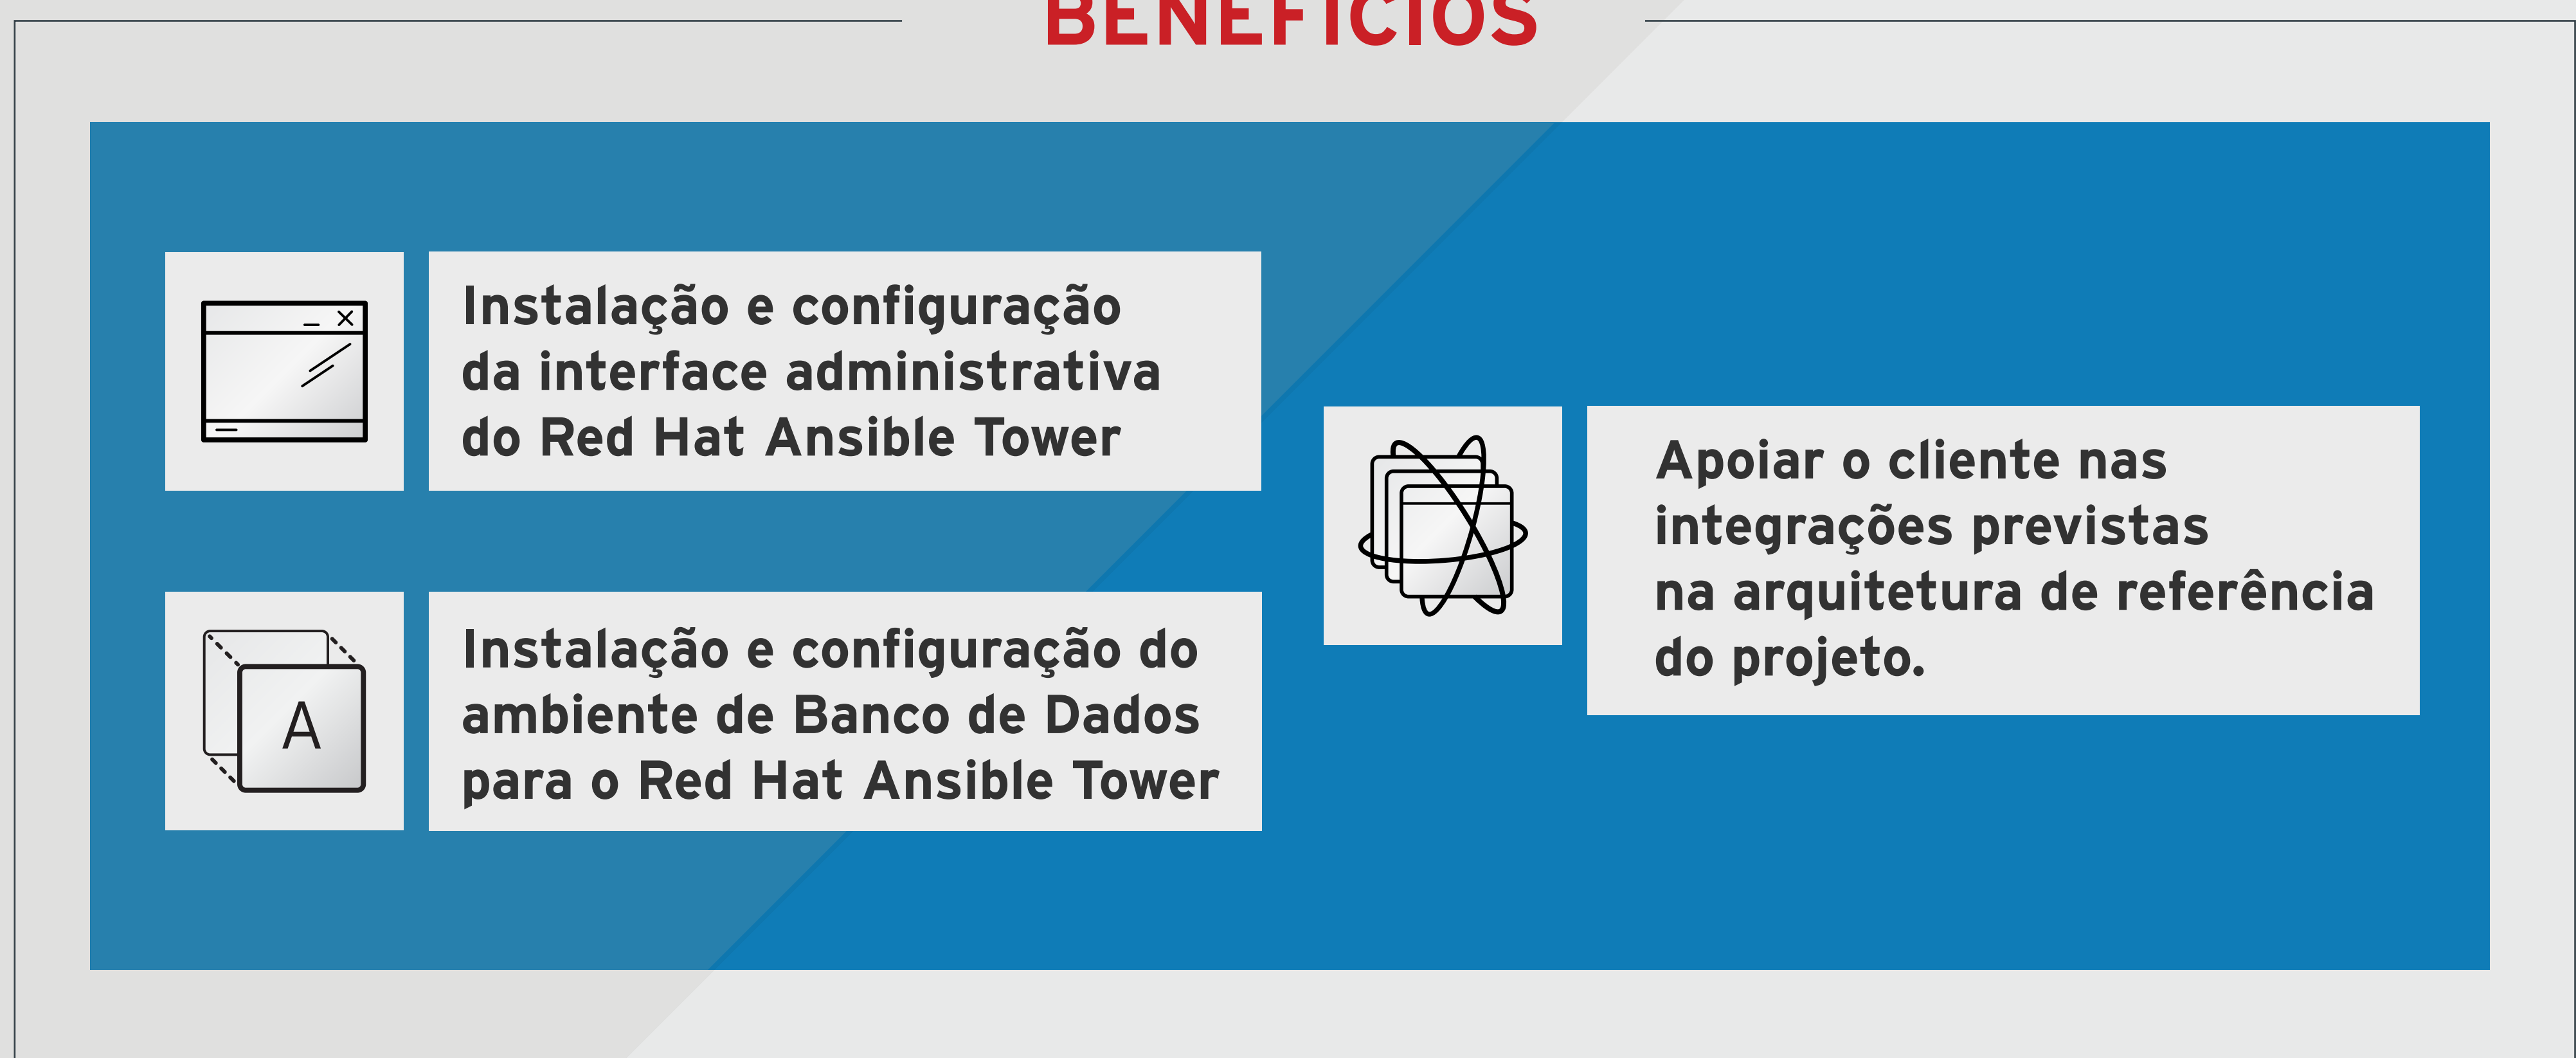 BENEFÍCIOS
Instalação e configuração
da interface administrativa
do Red Hat Ansible Tower
A
Instalação e configuração do
ambiente de Banco de Dados
para o Red Hat Ansible Tower
Apoiar o cliente nas
integrações previstas
na arquitetura de referência
do projeto.